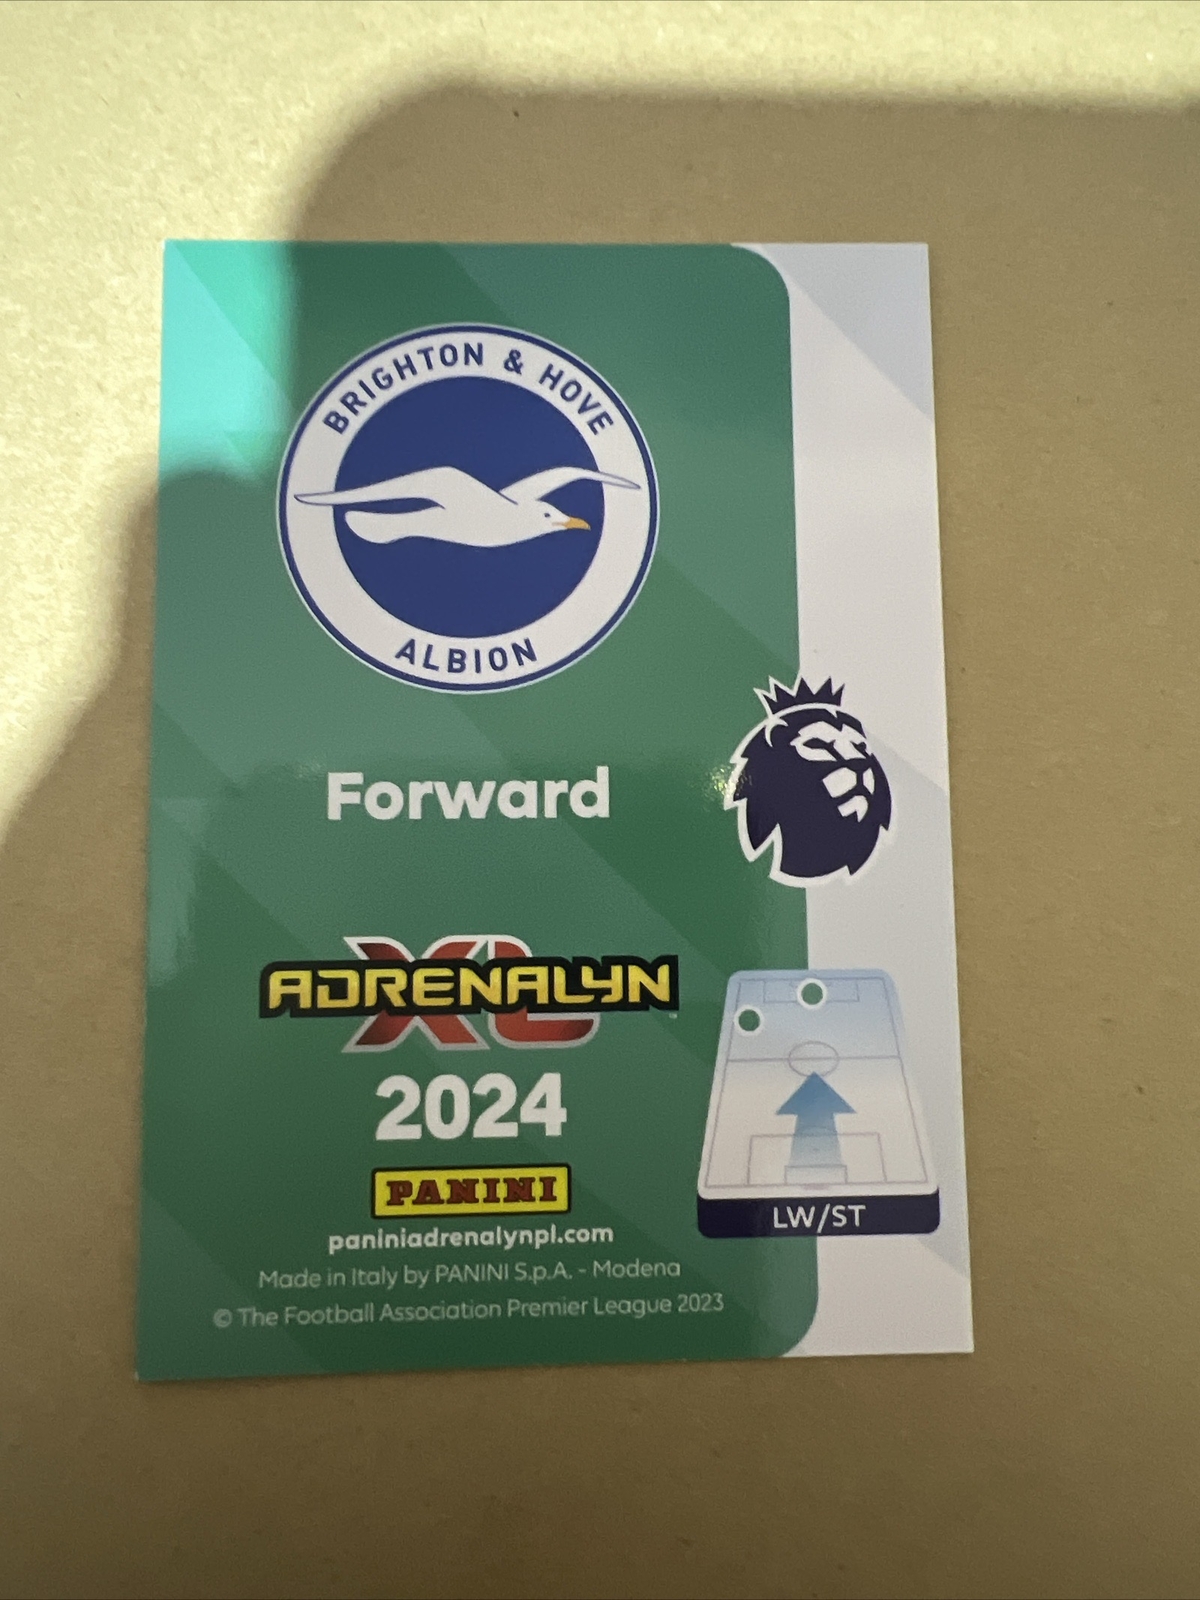 BRIGHTON & HOVE
ALBION
Forward
ADRENALYN
XL
2024
PANINI
LW/ST
paniniadrenalynpl.com
Made in Italy by PANINI S.p.A. - Modena
© The Football Association Premier League 2023